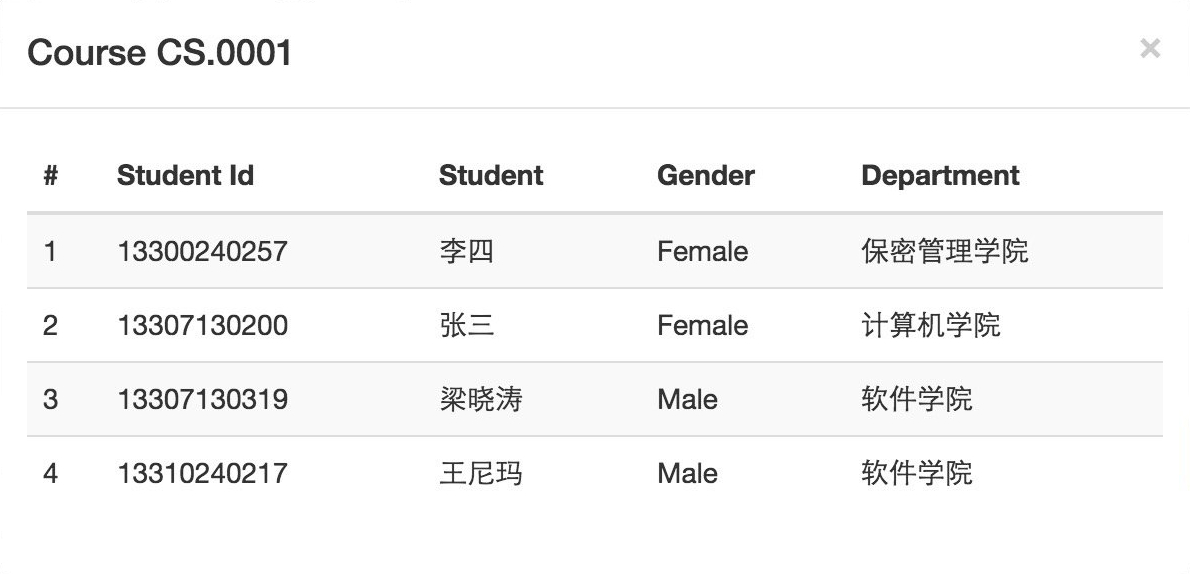 Course CS.0001 ×
# Student Id Student Gender Department
1 13300240257 李四 Female 保密管理学院
2 13307130200 张三 Female 计算机学院
3 13307130319 梁晓涛 Male 软件学院
4 13310240217 王尼玛 Male 软件学院